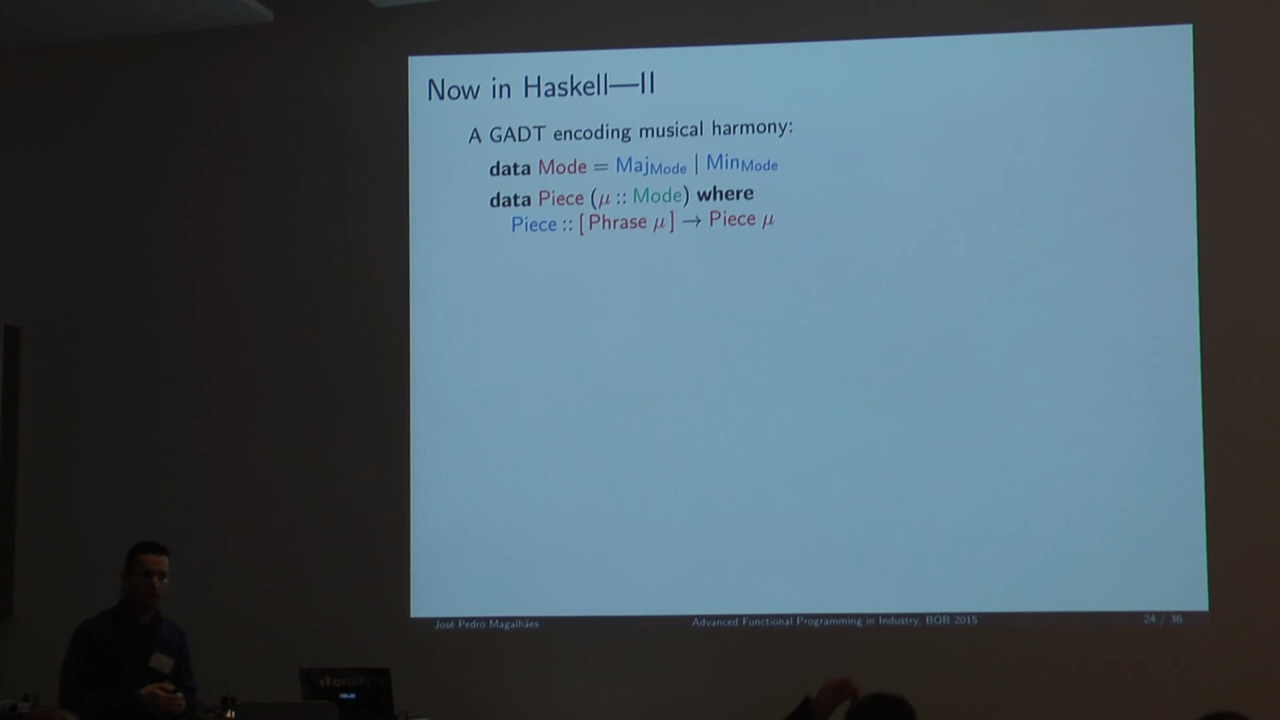 Now in Haskell—II
A GADT encoding musical harmony:
data Mode = MajMode | MinMode
data Piece (μ :: Mode) where
Piece :: [Phrase μ] → Piece μ
José Pedro Magalhães Advanced Functional Programming in Industry, BOB 2015 24 / 36
chordify